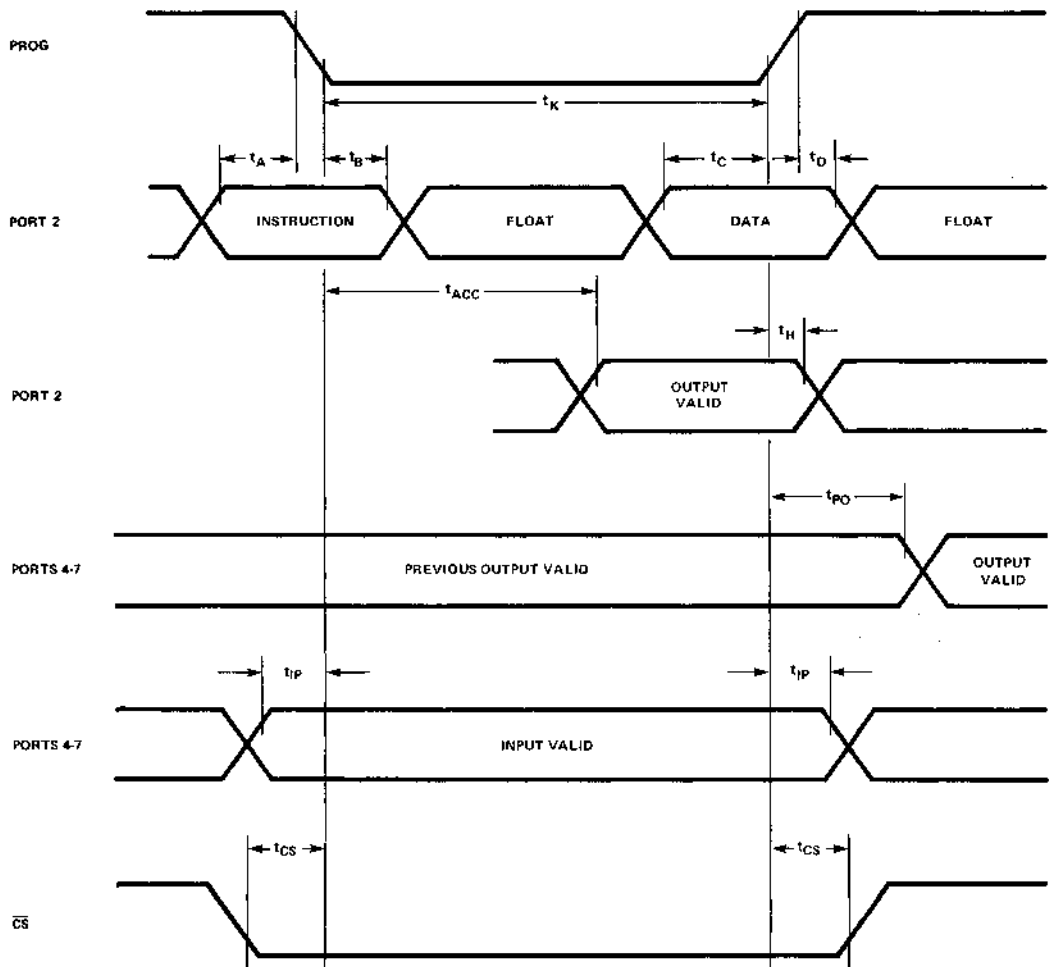 PROG
tK
tA
tB
tC
tD
PORT 2
INSTRUCTION
FLOAT
DATA
FLOAT
tACC
tH
PORT 2
OUTPUT
VALID
tPO
PORTS 4-7
PREVIOUS OUTPUT VALID
OUTPUT
VALID
tIP
tIP
PORTS 4-7
INPUT VALID
tCS
tCS
CS